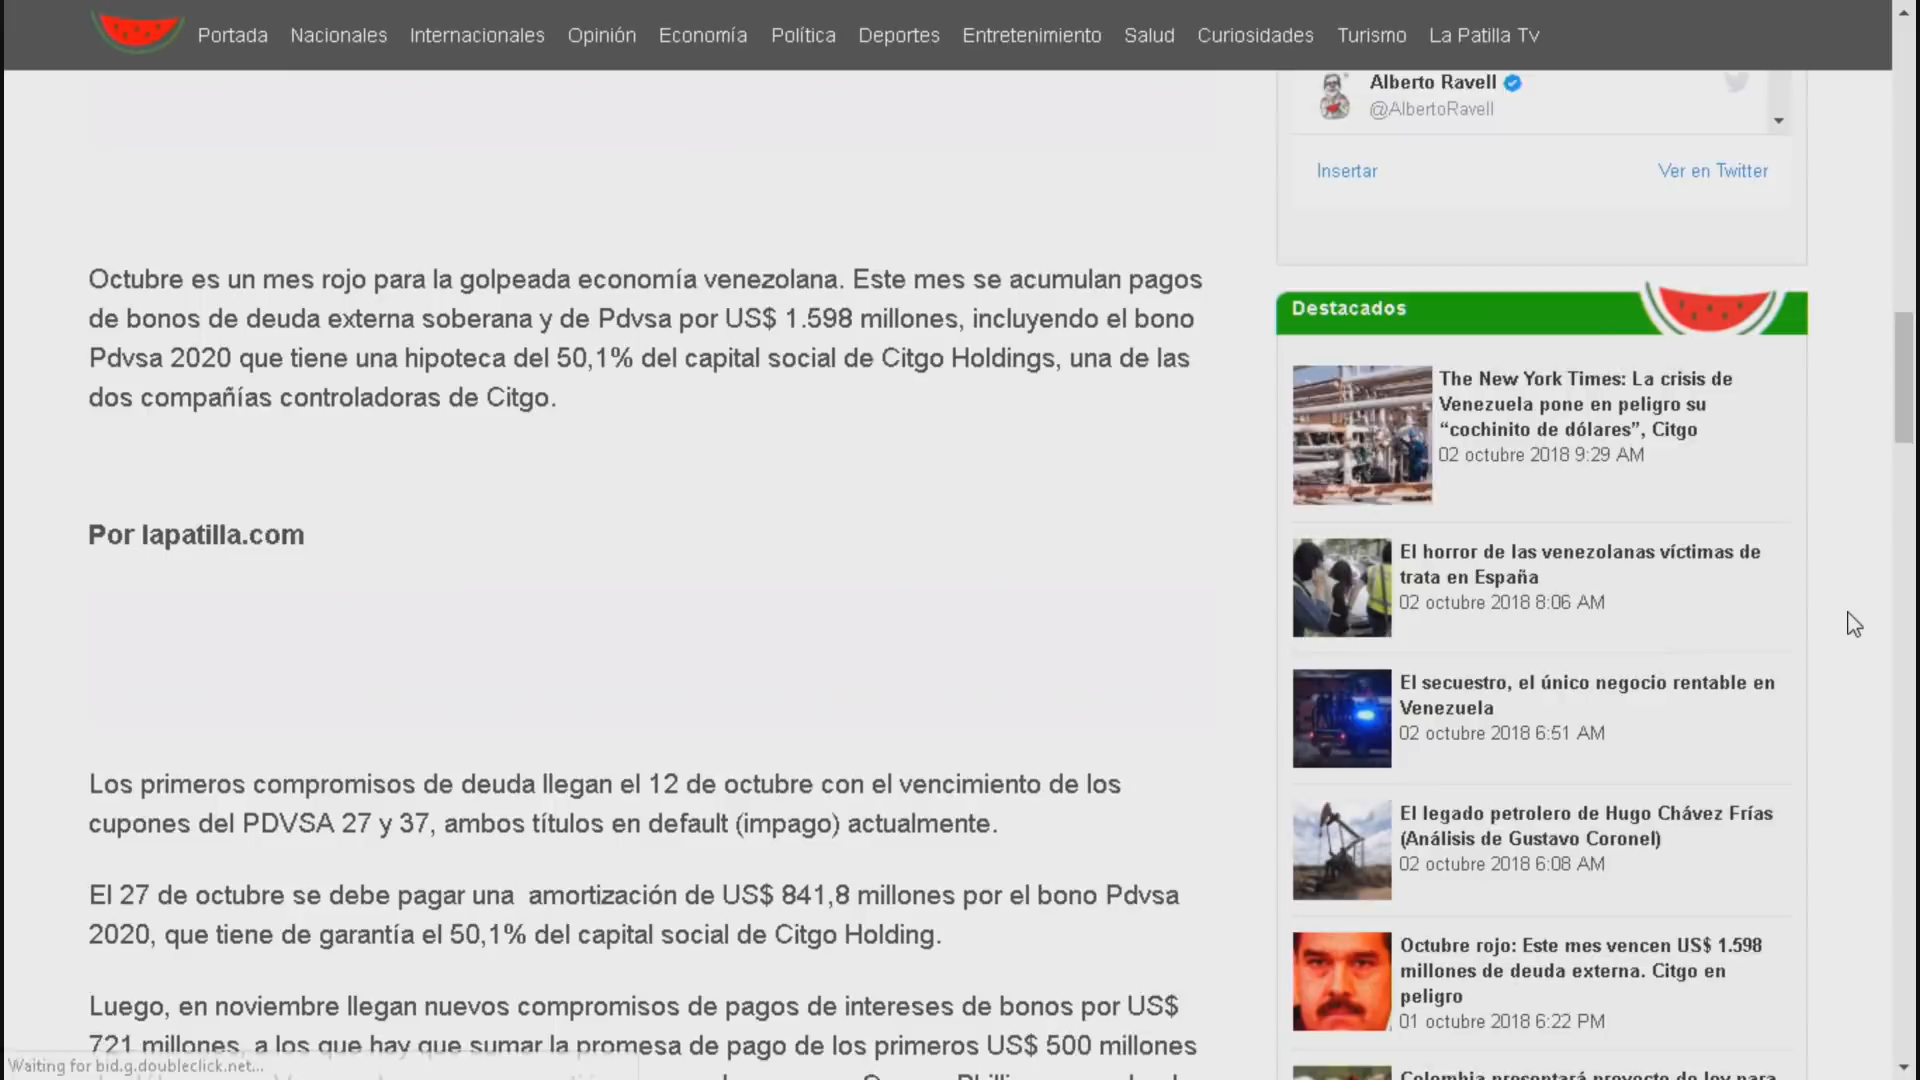 Portada Nacionales Internacionales Opinión Economía Política Deportes Entretenimiento Salud Curiosidades Turismo La Patilla Tv
Alberto Ravell
@AlbertoRavell
Insertar Ver en Twitter
Octubre es un mes rojo para la golpeada economía venezolana. Este mes se acumulan pagos
de bonos de deuda externa soberana y de Pdvsa por US$ 1.598 millones, incluyendo el bono
Pdvsa 2020 que tiene una hipoteca del 50,1% del capital social de Citgo Holdings, una de las
dos compañías controladoras de Citgo.
Por lapatilla.com
Los primeros compromisos de deuda llegan el 12 de octubre con el vencimiento de los
cupones del PDVSA 27 y 37, ambos títulos en default (impago) actualmente.
El 27 de octubre se debe pagar una  amortización de US$ 841,8 millones por el bono Pdvsa
2020, que tiene de garantía el 50,1% del capital social de Citgo Holding.
Luego, en noviembre llegan nuevos compromisos de pagos de intereses de bonos por US$
721 millones, a los que hay que sumar la promesa de pago de los primeros US$ 500 millones
Waiting for bid.g.doubleclick.net...
Destacados
The New York Times: La crisis de
Venezuela pone en peligro su
“cochinito de dólares”, Citgo
02 octubre 2018 9:29 AM
El horror de las venezolanas víctimas de
trata en España
02 octubre 2018 8:06 AM
El secuestro, el único negocio rentable en
Venezuela
02 octubre 2018 6:51 AM
El legado petrolero de Hugo Chávez Frías
(Análisis de Gustavo Coronel)
02 octubre 2018 6:08 AM
Octubre rojo: Este mes vencen US$ 1.598
millones de deuda externa. Citgo en
peligro
01 octubre 2018 6:22 PM
Colombia presentará proyecto de ley para